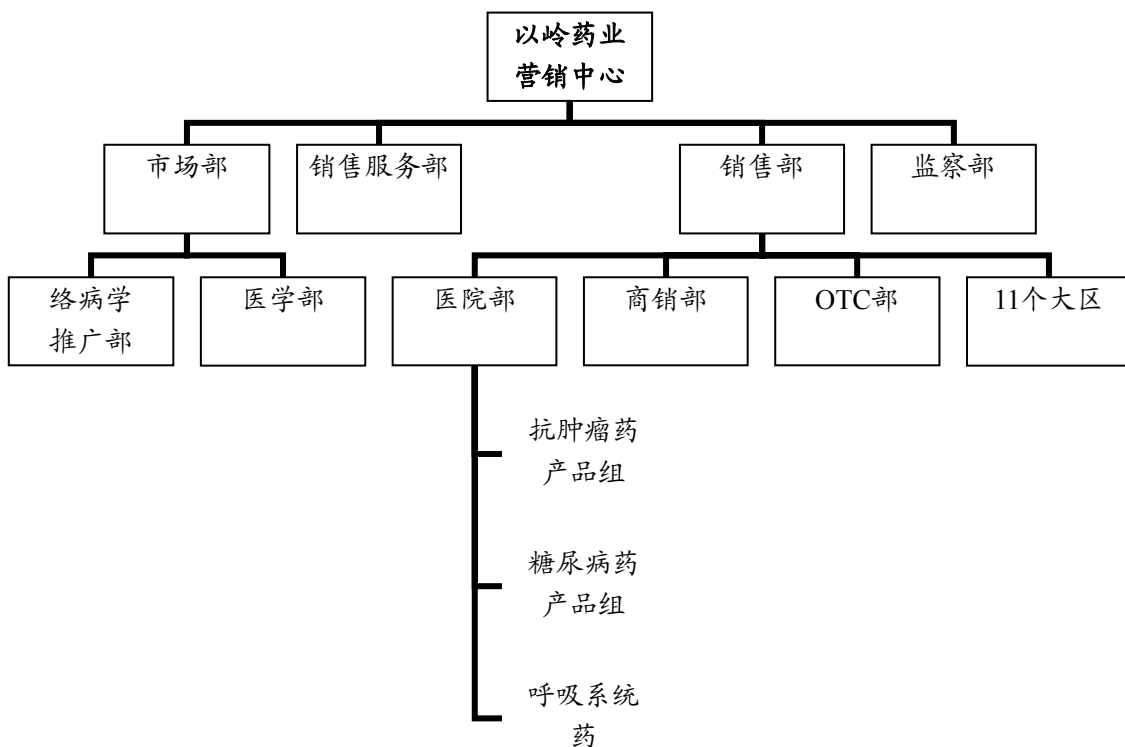 以岭药业
营销中心
市场部
销售服务部
销售部
监察部
络病学
推广部
医学部
医院部
商销部
OTC部
11个大区
抗肿瘤药
产品组
糖尿病药
产品组
呼吸系统
药